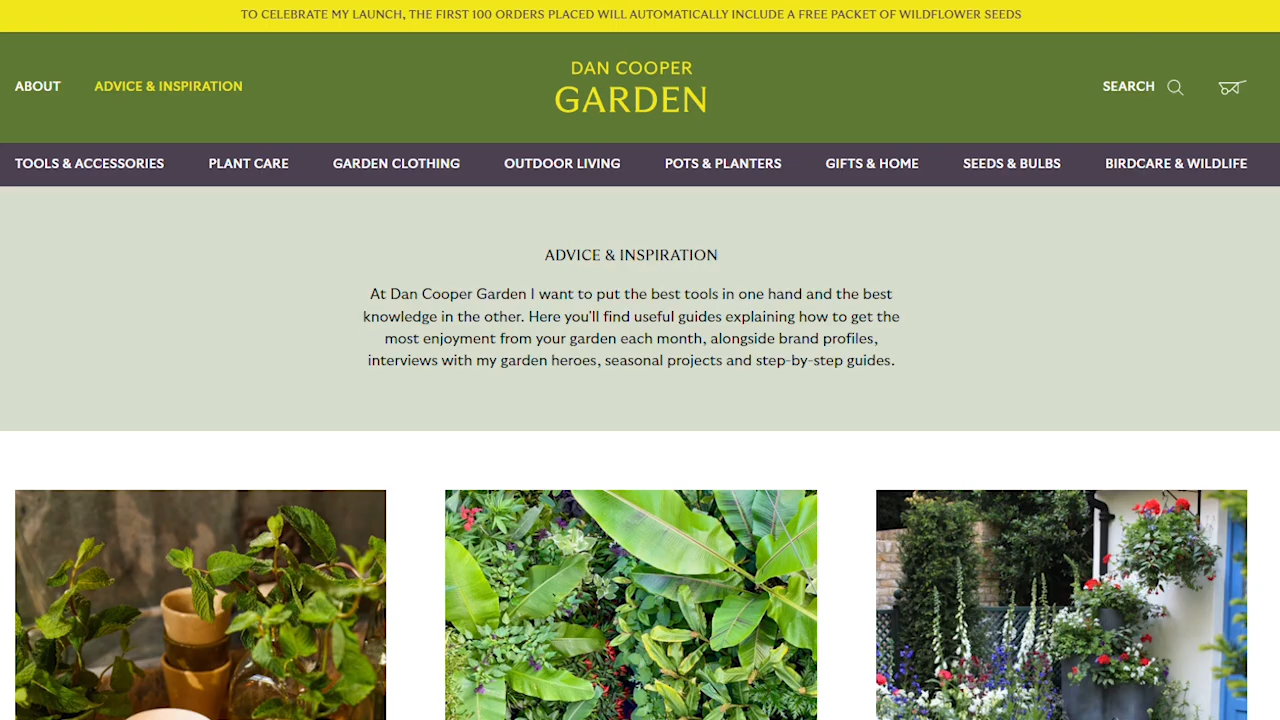 TO CELEBRATE MY LAUNCH, THE FIRST 100 ORDERS PLACED WILL AUTOMATICALLY INCLUDE A FREE PACKET OF WILDFLOWER SEEDS
ABOUT
ADVICE & INSPIRATION
DAN COOPER
GARDEN
SEARCH
TOOLS & ACCESSORIES
PLANT CARE
GARDEN CLOTHING
OUTDOOR LIVING
POTS & PLANTERS
GIFTS & HOME
SEEDS & BULBS
BIRDCARE & WILDLIFE
ADVICE & INSPIRATION
At Dan Cooper Garden I want to put the best tools in one hand and the best
knowledge in the other. Here you'll find useful guides explaining how to get the
most enjoyment from your garden each month, alongside brand profiles,
interviews with my garden heroes, seasonal projects and step-by-step guides.